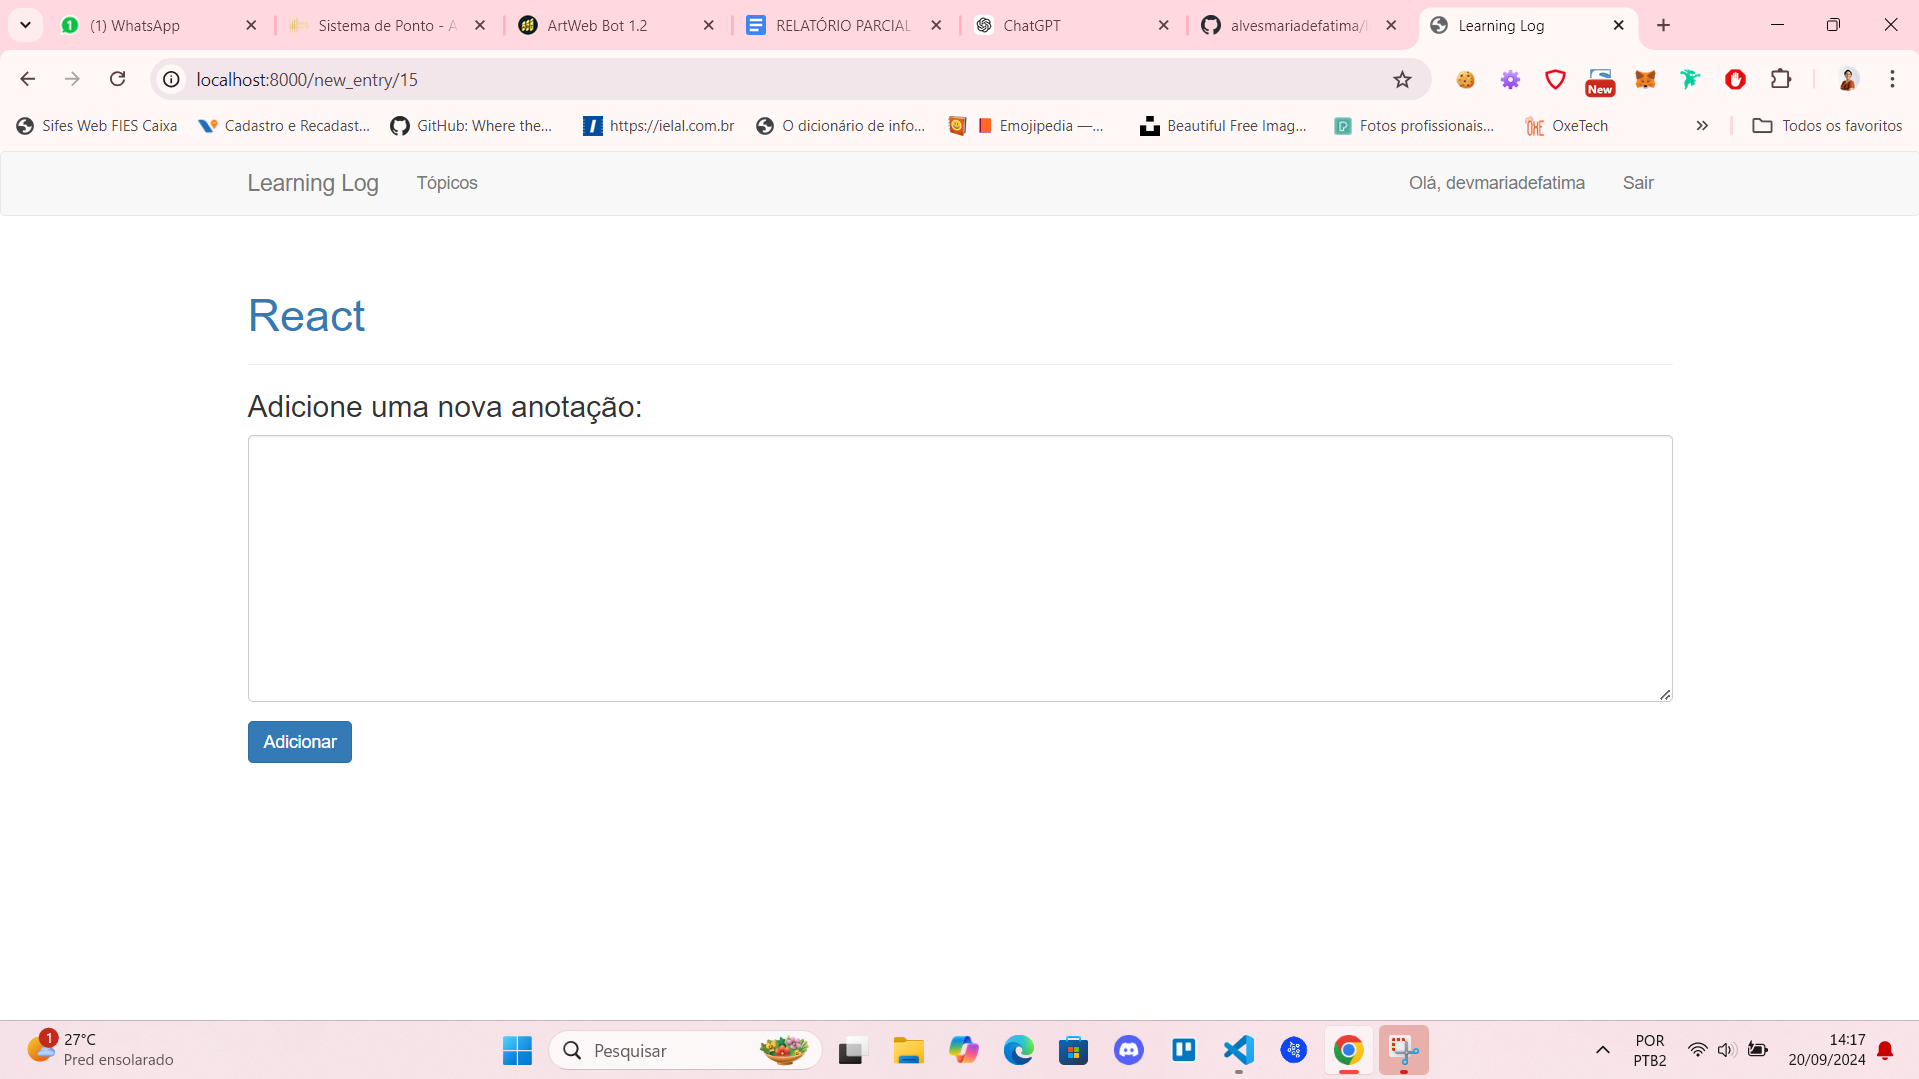 (1) WhatsApp
Sistema de Ponto - A
ArtWeb Bot 1.2
RELATÓRIO PARCIAL
ChatGPT
alvesmariadefatima/
Learning Log
localhost:8000/new_entry/15
New
Sifes Web FIES Caixa
Cadastro e Recadast...
GitHub: Where the...
https://ielal.com.br
O dicionário de info...
Emojipedia —...
Beautiful Free Imag...
Fotos profissionais...
OxeTech
Todos os favoritos
Learning Log
Tópicos
Olá, devmariadefatima
Sair
React
Adicione uma nova anotação:
Adicionar
1
27°C
Pred ensolarado
Pesquisar
POR
PTB2
14:17
20/09/2024